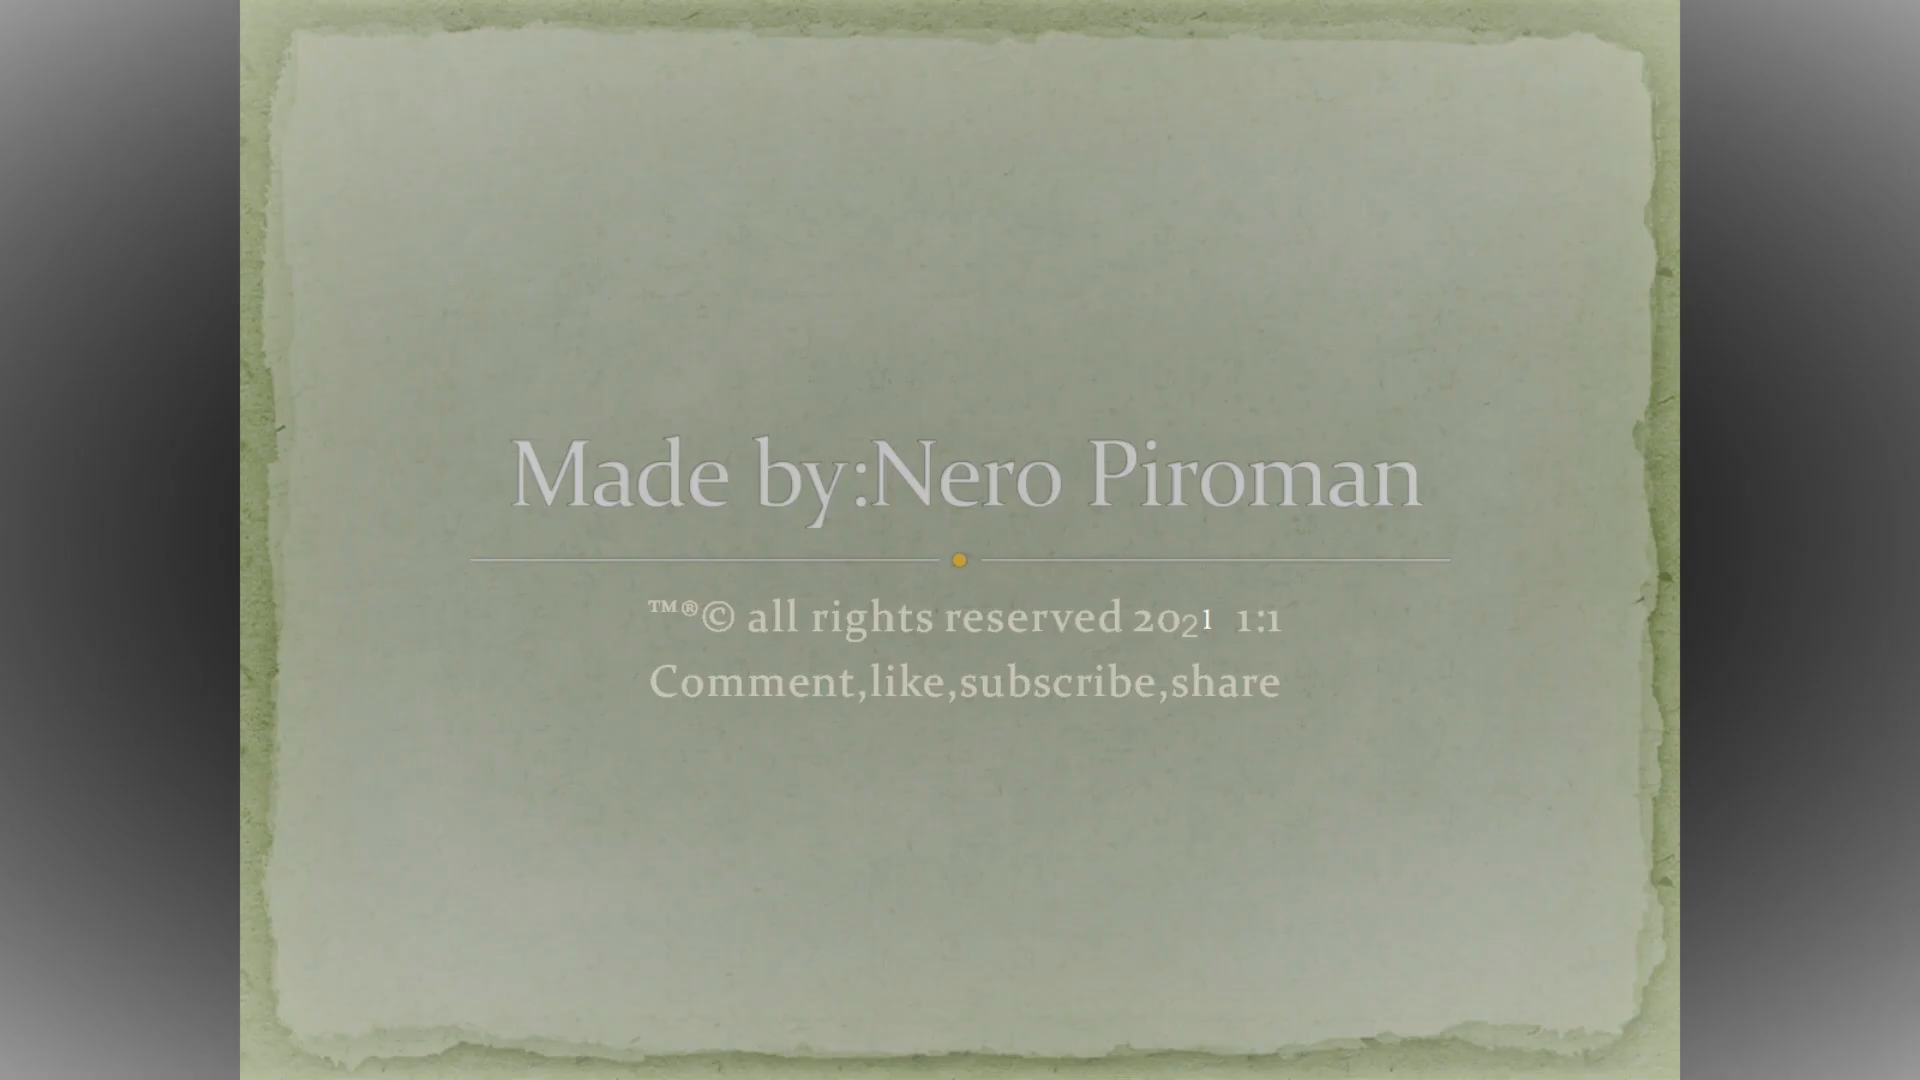 Made by:Nero Piroman
™®© all rights reserved 2021 1:1
Comment,like,subscribe,share